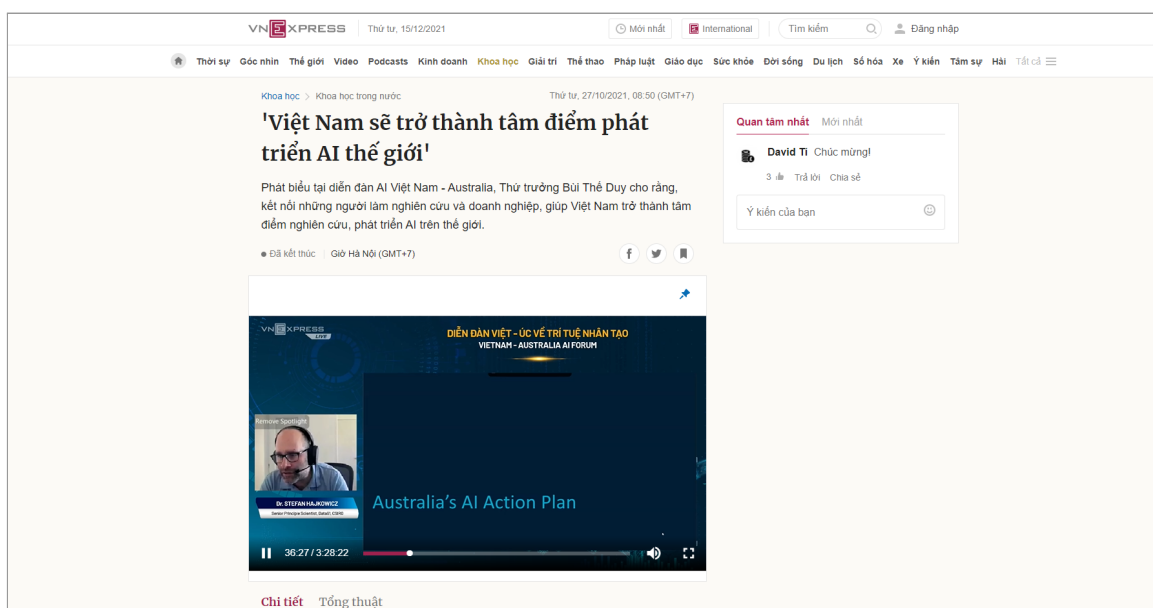 VNEXPRESS
Thứ tư, 15/12/2021
Mới nhất
International
Tìm kiếm
Đăng nhập
Thời sự Góc nhìn Thế giới Video Podcasts Kinh doanh Khoa học Giải trí Thể thao Pháp luật Giáo dục Sức khỏe Đời sống Du lịch Số hóa Xe Ý kiến Tâm sự Hài Tất cả
Khoa học > Khoa học trong nước
Thứ tư, 27/10/2021, 08:50 (GMT+7)
'Việt Nam sẽ trở thành tâm điểm phát
triển AI thế giới'
Phát biểu tại diễn đàn AI Việt Nam - Australia, Thứ trưởng Bùi Thế Duy cho rằng,
kết nối những người làm nghiên cứu và doanh nghiệp, giúp Việt Nam trở thành tâm
điểm nghiên cứu, phát triển AI trên thế giới.
Đã kết thúc
Giờ Hà Nội (GMT+7)
VNEXPRESS
LIVE
DIỄN ĐÀN VIỆT - ÚC VỀ TRÍ TUỆ NHÂN TẠO
VIETNAM - AUSTRALIA AI FORUM
Remove Spotlight
Dr. STEFAN HAJKOWICZ
Australia's AI Action Plan
36:27 / 3:28:22
Chi tiết Tổng thuật
Quan tâm nhất Mới nhất
David Ti Chúc mừng!
3 Trả lời Chia sẻ
Ý kiến của bạn